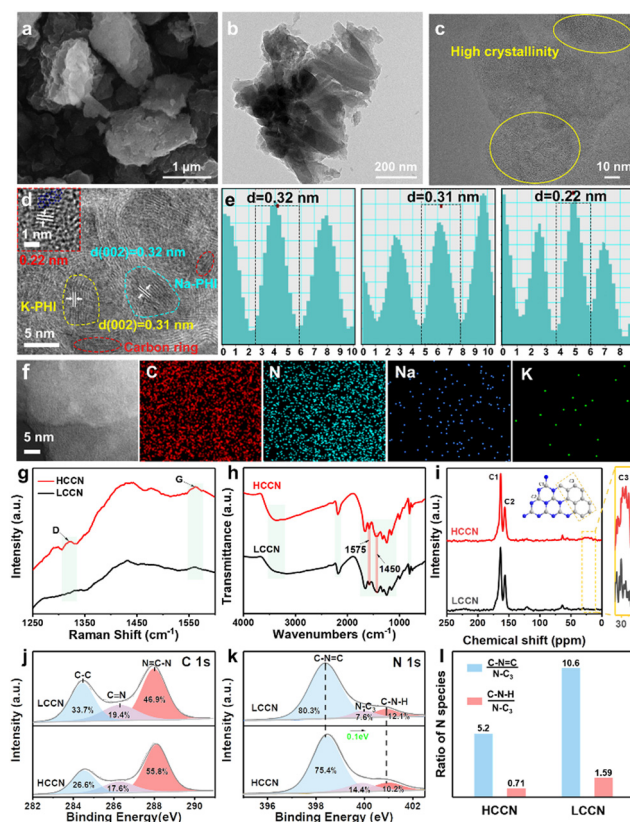 a
1 μm
b
200 nm
c
High crystallinity
10 nm
d
1 nm
0.22 nm
d(002)=0.32 nm
Na-PHI
K-PHI
d(002)=0.31 nm
5 nm
Carbon ring
e
d=0.32 nm
0 1 2 3 4 5 6 7 8 9 10
d=0.31 nm
0 1 2 3 4 5 6 7 8 9 10
d=0.22 nm
0 1 2 3 4 5 6 7 8
f
5 nm
C
N
Na
K
g
HCCN
LCCN
D
G
Intensity (a.u.)
1250 1300 1350 1400 1450 1500 1550 1600 1650
Raman Shift (cm⁻¹)
h
HCCN
LCCN
1575
1450
Transmittance (a.u.)
4000 3500 3000 2500 2000 1500 1000 500
Wavenumbers (cm⁻¹)
i
C1
C2
C3
HCCN
LCCN
Intensity (a.u.)
250 200 150 100 50 0
30
Chemical shift (ppm)
j
C 1s
N=C-N
C-C
C=N
LCCN
33.7%
19.4%
46.9%
HCCN
26.6%
17.6%
55.8%
Intensity (a.u.)
282 284 286 288 290
Binding Energy(eV)
k
N 1s
C-N=C
LCCN
N-C₃
C-N-H
80.3%
7.6%
12.1%
0.1eV
HCCN
75.4%
14.4%
10.2%
Intensity (a.u.)
396 398 400 402
Binding Energy(eV)
l
C-N=C
N-C₃
C-N-H
N-C₃
10.6
5.2
0.71
1.59
Ratio of N species
HCCN LCCN